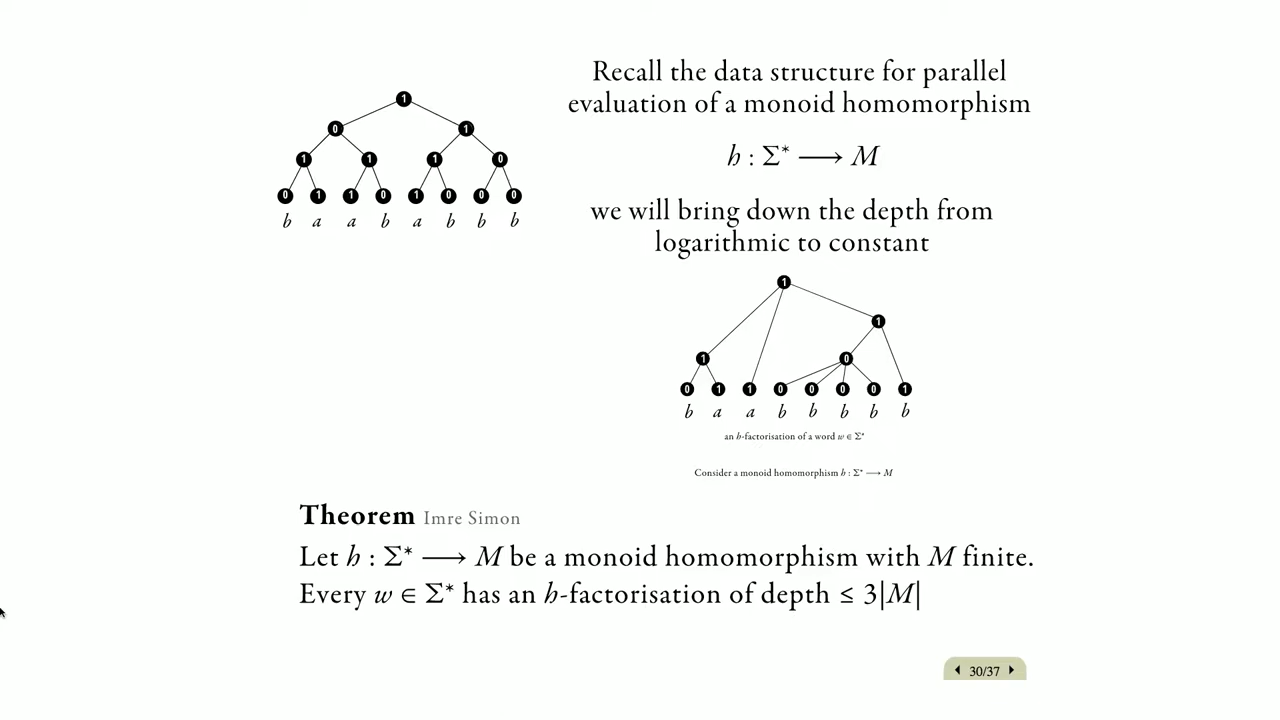 Recall the data structure for parallel
evaluation of a monoid homomorphism
h : Σ* ⟶ M
we will bring down the depth from
logarithmic to constant
1
0 1
1 1 1 0
0 1 1 0 1 0 0 0
b a a b a b b b
1
1
1 0
0 1 1 0 0 0 0 1
b a a b b b b b
an h-factorisation of a word w ∈ Σ*
Consider a monoid homomorphism h : Σ* ⟶ M
Theorem Imre Simon
Let h : Σ* ⟶ M be a monoid homomorphism with M finite.
Every w ∈ Σ* has an h-factorisation of depth ≤ 3|M|
30/37